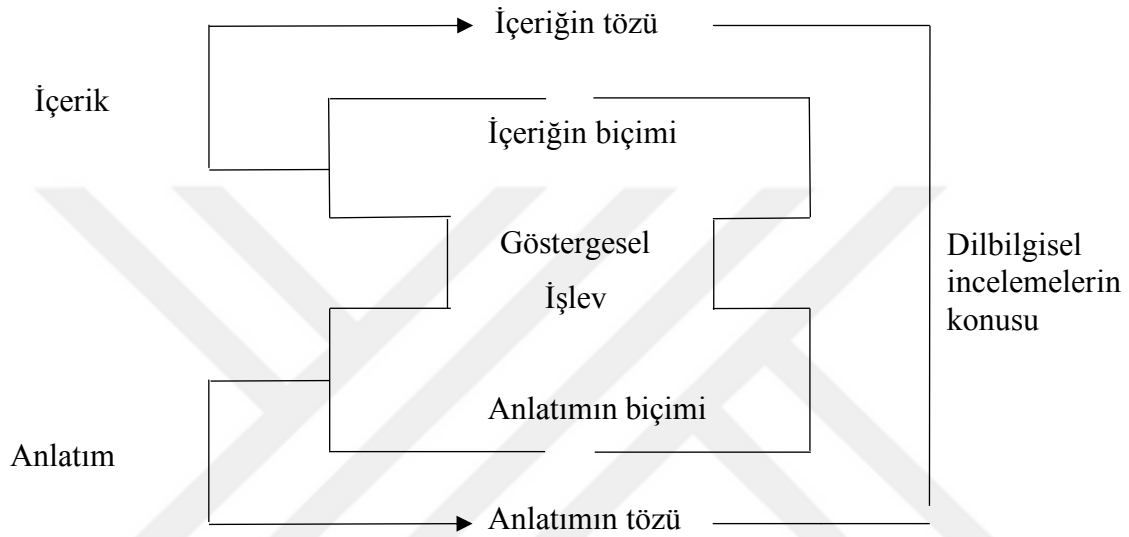 İçeriğin tözü
İçerik
İçeriğin biçimi
Göstergesel
İşlev
Dilbilgisel
incelemelerin
konusu
Anlatımın biçimi
Anlatım
Anlatımın tözü